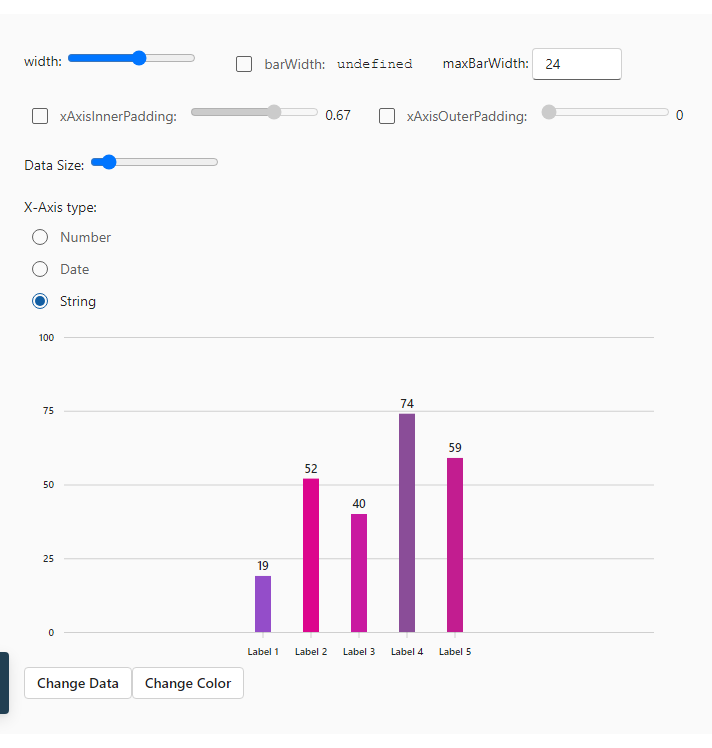 width: barWidth: undefined maxBarWidth: 24
xAxisInnerPadding: 0.67 xAxisOuterPadding: 0
Data Size:
X-Axis type:
Number
Date
String
100
75
50
25
0
74
59
52
40
19
Label 1 Label 2 Label 3 Label 4 Label 5
Change Data Change Color